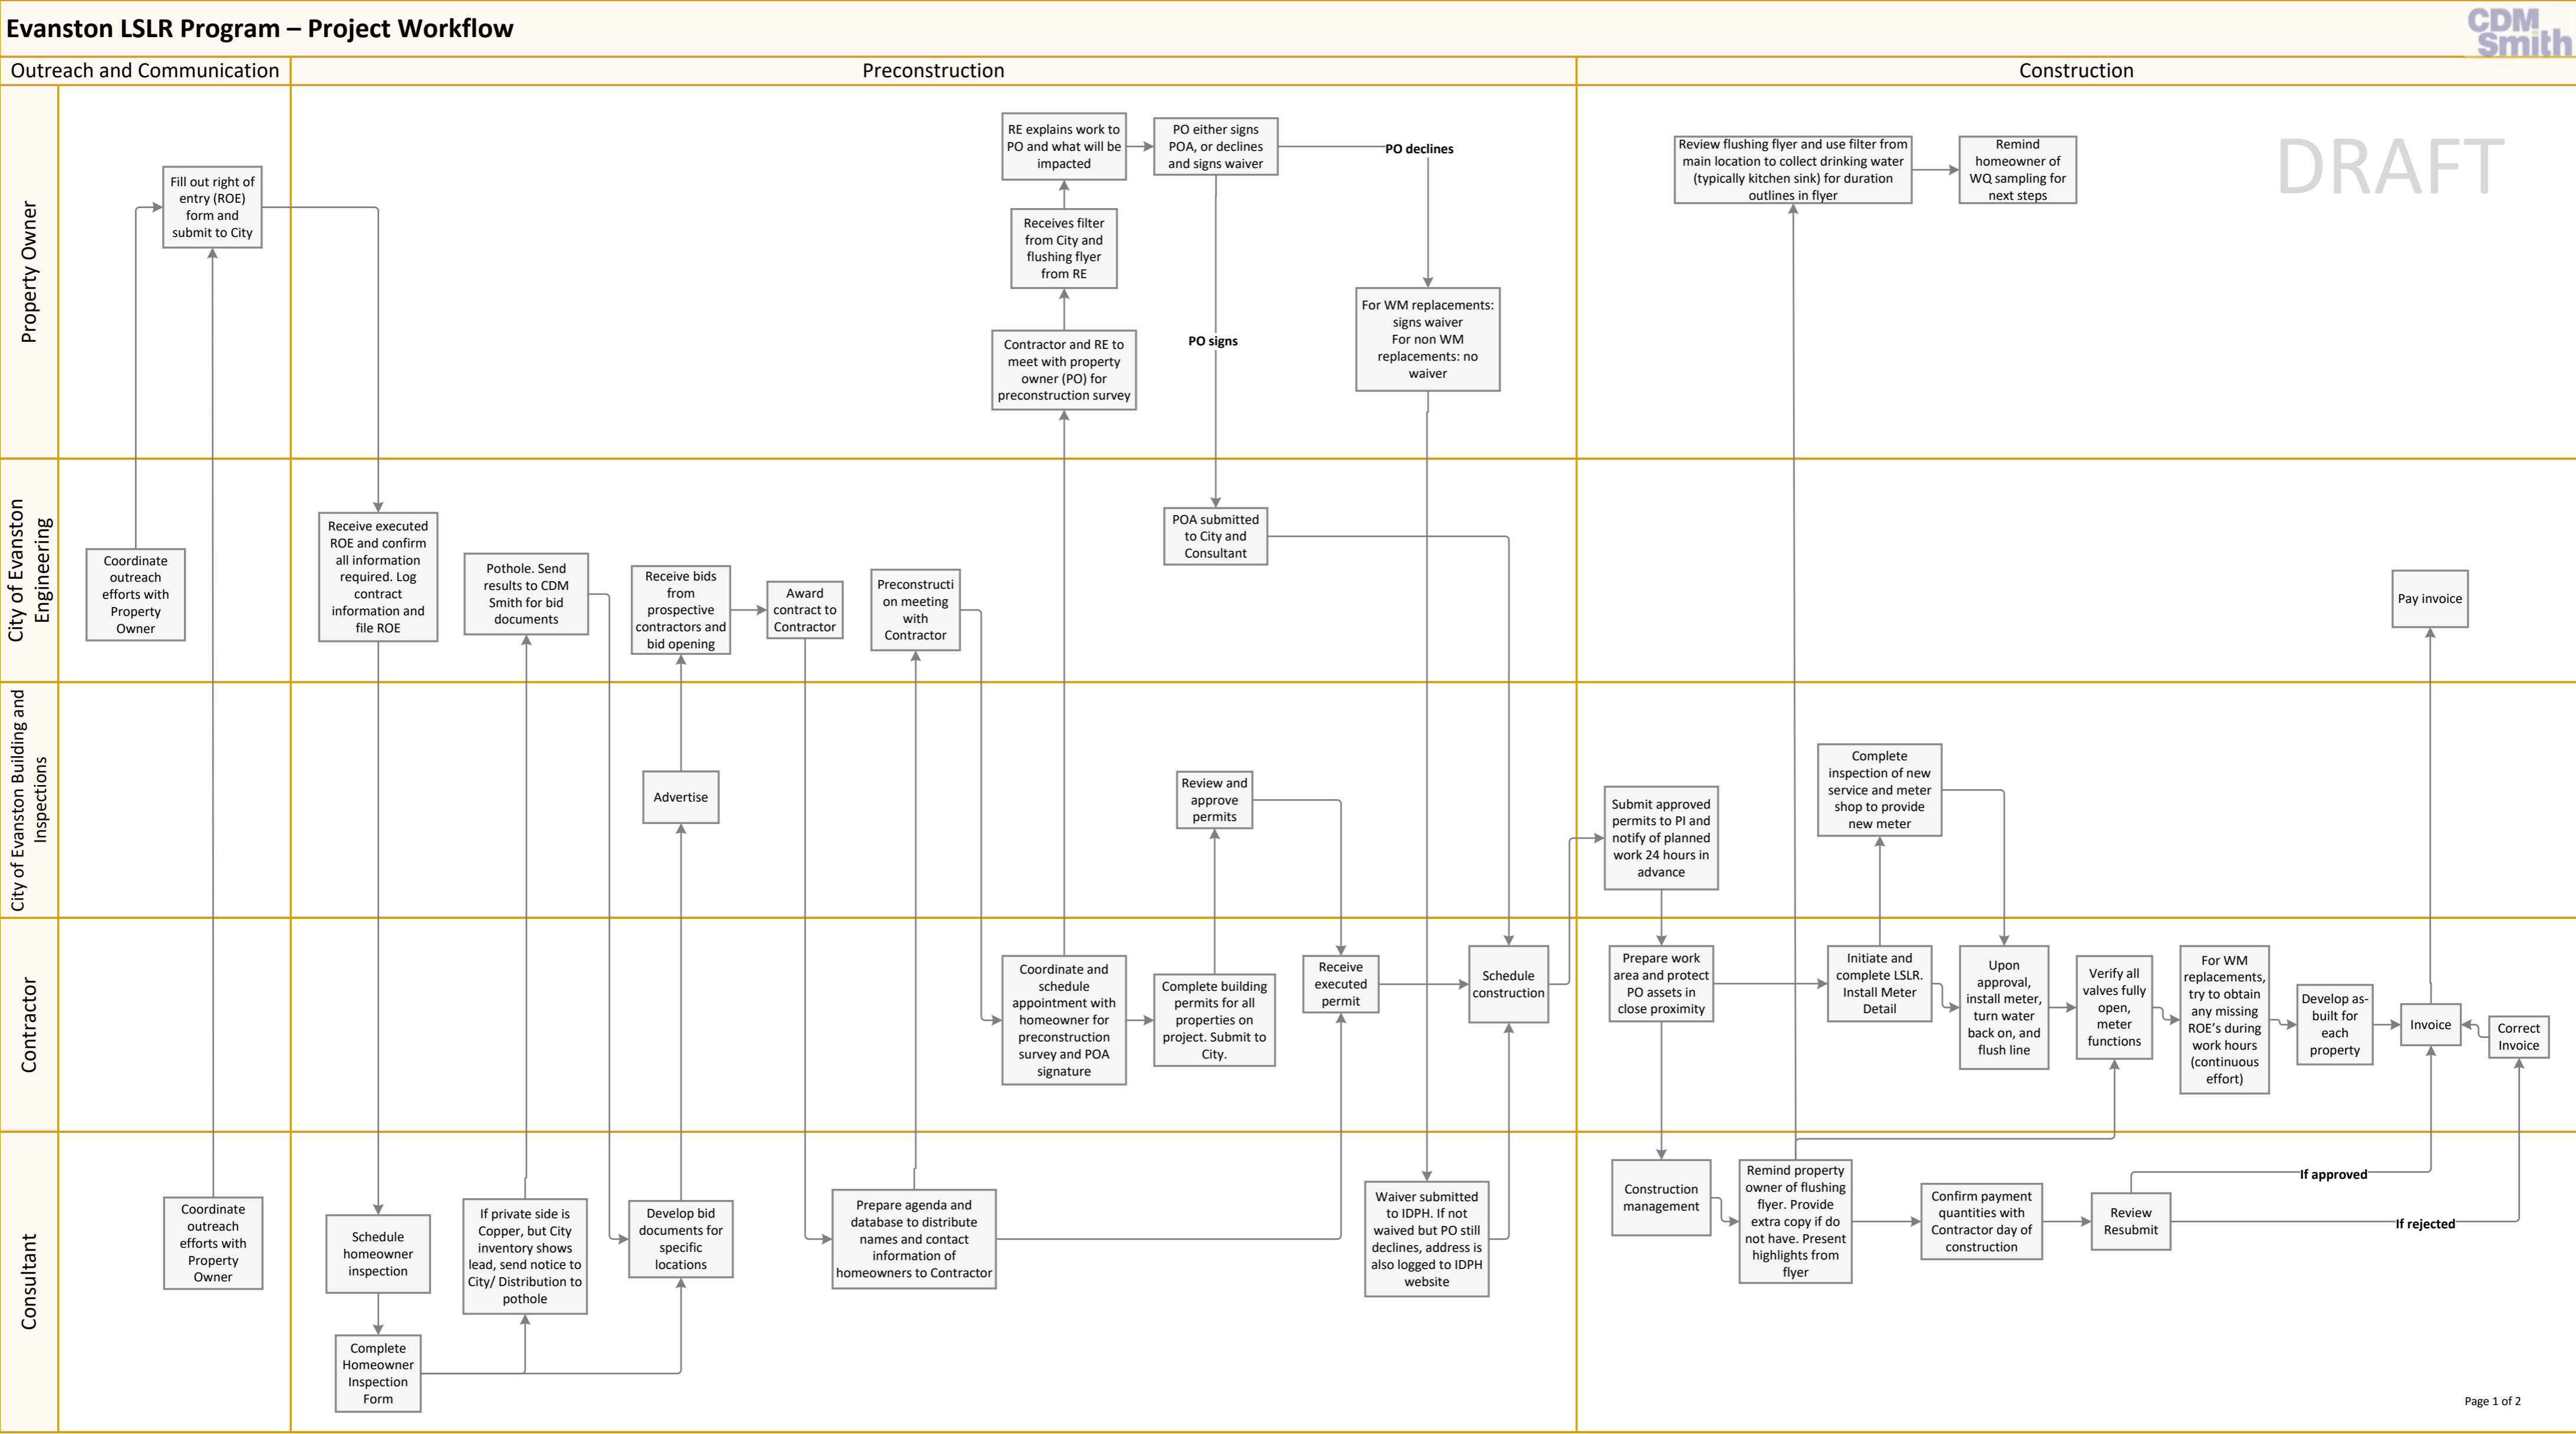 Evanston LSLR Program – Project Workflow
CDM
Smith
Outreach and Communication
Preconstruction
Construction
DRAFT
Property Owner
Fill out right of
entry (ROE)
form and
submit to City
RE explains work to
PO and what will be
impacted
PO either signs
POA, or declines
and signs waiver
PO declines
Receives filter
from City and
flushing flyer
from RE
Contractor and RE to
meet with property
owner (PO) for
preconstruction survey
PO signs
For WM replacements:
signs waiver
For non WM
replacements: no
waiver
Review flushing flyer and use filter from
main location to collect drinking water
(typically kitchen sink) for duration
outlines in flyer
Remind
homeowner of
WQ sampling for
next steps
City of Evanston
Engineering
Coordinate
outreach
efforts with
Property
Owner
Receive executed
ROE and confirm
all information
required. Log
contract
information and
file ROE
Pothole. Send
results to CDM
Smith for bid
documents
Receive bids
from
prospective
contractors and
bid opening
Award
contract to
Contractor
Preconstructi
on meeting
with
Contractor
POA submitted
to City and
Consultant
Pay invoice
City of Evanston Building and
Inspections
Advertise
Review and
approve
permits
Submit approved
permits to PI and
notify of planned
work 24 hours in
advance
Complete
inspection of new
service and meter
shop to provide
new meter
Contractor
Coordinate and
schedule
appointment with
homeowner for
preconstruction
survey and POA
signature
Complete building
permits for all
properties on
project. Submit to
City.
Receive
executed
permit
Schedule
construction
Prepare work
area and protect
PO assets in
close proximity
Initiate and
complete LSLR.
Install Meter
Detail
Upon
approval,
install meter,
turn water
back on, and
flush line
Verify all
valves fully
open,
meter
functions
For WM
replacements,
try to obtain
any missing
ROE's during
work hours
(continuous
effort)
Develop as-
built for
each
property
Invoice
Correct
Invoice
Consultant
Coordinate
outreach
efforts with
Property
Owner
Schedule
homeowner
inspection
Complete
Homeowner
Inspection
Form
If private side is
Copper, but City
inventory shows
lead, send notice to
City/ Distribution to
pothole
Develop bid
documents for
specific
locations
Prepare agenda and
database to distribute
names and contact
information of
homeowners to Contractor
Waiver submitted
to IDPH. If not
waived but PO still
declines, address is
also logged to IDPH
website
Construction
management
Remind property
owner of flushing
flyer. Provide
extra copy if do
not have. Present
highlights from
flyer
Confirm payment
quantities with
Contractor day of
construction
Review
Resubmit
If approved
If rejected
Page 1 of 2